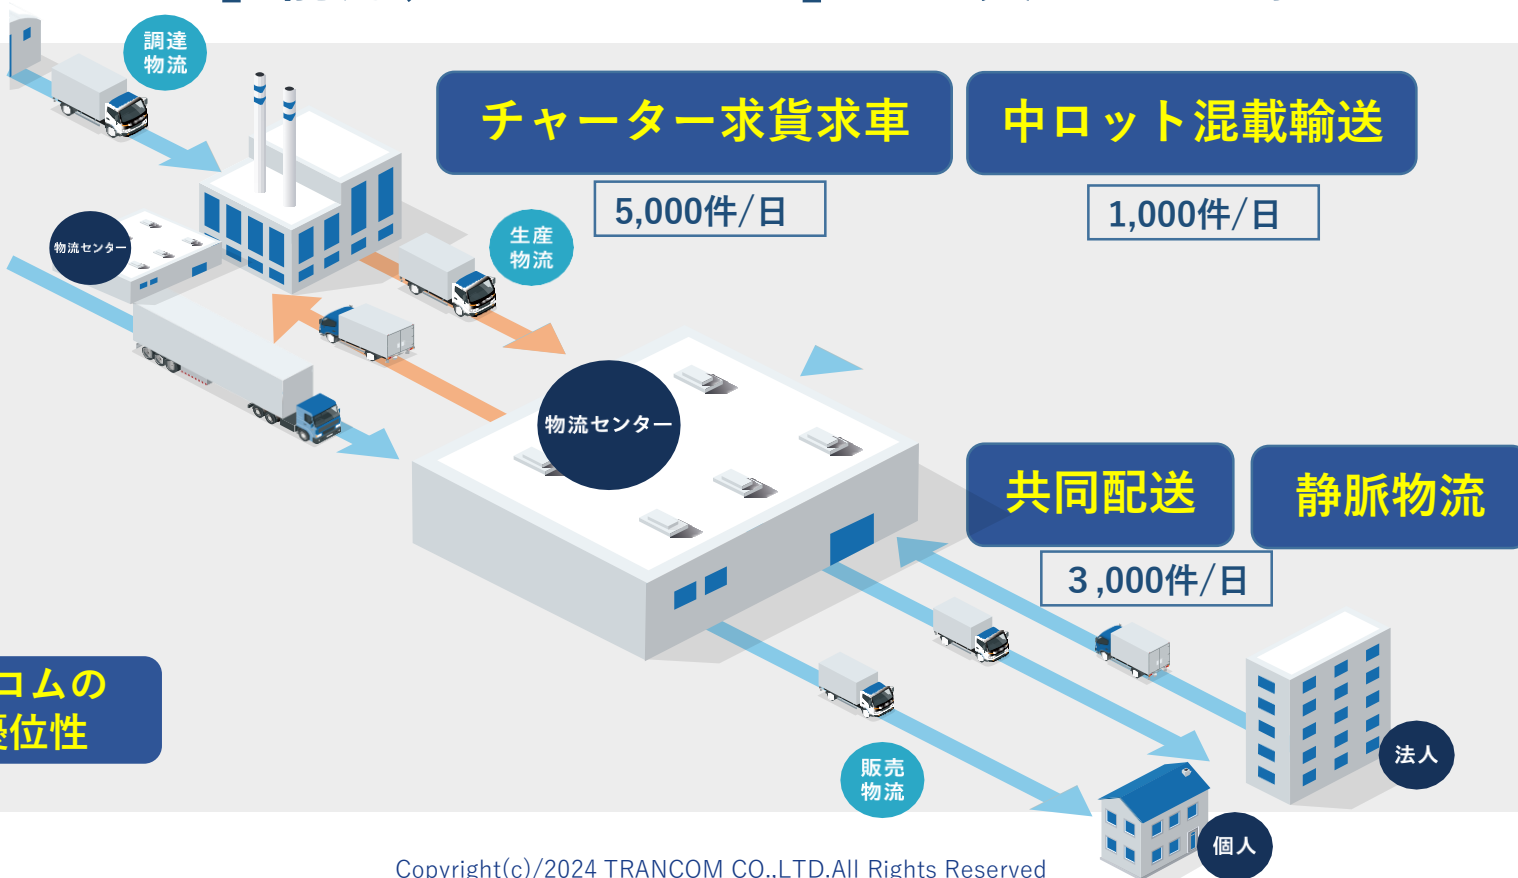 調達
物流
チャーター求貨求車
中ロット混載輸送
5,000件/日
1,000件/日
物流センター
生産
物流
物流センター
共同配送
静脈物流
３,000件/日
コムの
優位性
販売
物流
法人
個人
Copyright(c)/2024 TRANCOM CO.,LTD.All Rights Reserved